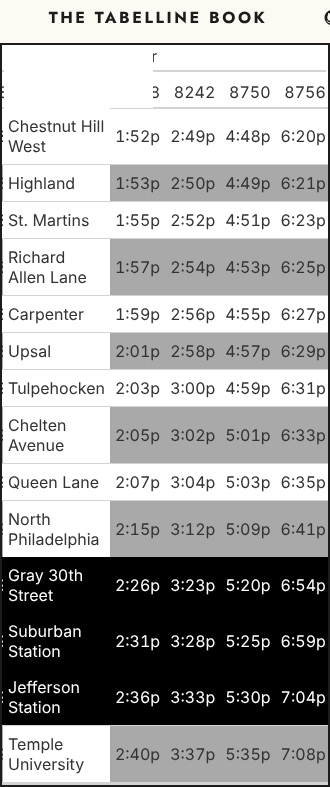 THE TABELLINE BOOK
r
8 8242 8750 8756
Chestnut Hill
West 1:52p 2:49p 4:48p 6:20p
Highland 1:53p 2:50p 4:49p 6:21p
St. Martins 1:55p 2:52p 4:51p 6:23p
Richard
Allen Lane 1:57p 2:54p 4:53p 6:25p
Carpenter 1:59p 2:56p 4:55p 6:27p
Upsal 2:01p 2:58p 4:57p 6:29p
Tulpehocken 2:03p 3:00p 4:59p 6:31p
Chelten
Avenue 2:05p 3:02p 5:01p 6:33p
Queen Lane 2:07p 3:04p 5:03p 6:35p
North
Philadelphia 2:15p 3:12p 5:09p 6:41p
Gray 30th
Street 2:26p 3:23p 5:20p 6:54p
Suburban
Station 2:31p 3:28p 5:25p 6:59p
Jefferson
Station 2:36p 3:33p 5:30p 7:04p
Temple
University 2:40p 3:37p 5:35p 7:08p